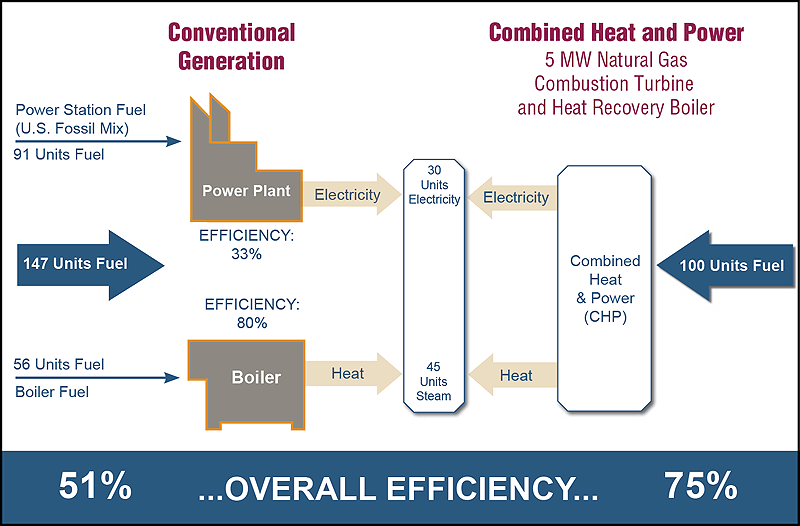 Conventional
Generation
Combined Heat and Power
5 MW Natural Gas
Combustion Turbine
and Heat Recovery Boiler
Power Station Fuel
(U.S. Fossil Mix)
91 Units Fuel
Power Plant
EFFICIENCY:
33%
Electricity
30
Units
Electricity
Electricity
147 Units Fuel
Combined
Heat
& Power
(CHP)
100 Units Fuel
EFFICIENCY:
80%
56 Units Fuel
Boiler Fuel
Boiler
Heat
45
Units
Steam
Heat
51% ...OVERALL EFFICIENCY... 75%